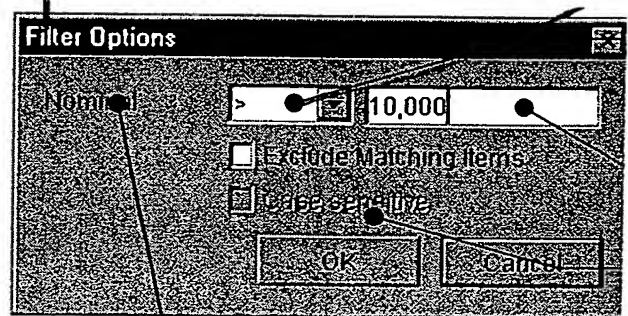 Filter Options
Nominal > 10,000
Exclude Matching Items
Case sensitive
OK Cancel